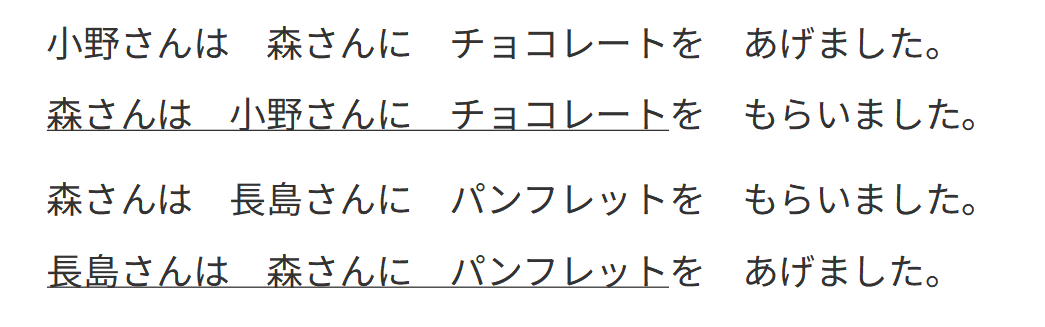 小野さんは　森さんに　チョコレートを　あげました。
森さんは　小野さんに　チョコレートを　もらいました。
森さんは　長島さんに　パンフレットを　もらいました。
長島さんは　森さんに　パンフレットを　あげました。